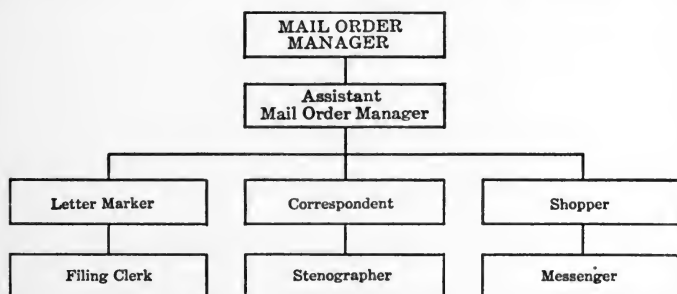 MAIL ORDER
MANAGER
Assistant
Mail Order Manager
Letter Marker
Correspondent
Shopper
Filing Clerk
Stenographer
Messenger